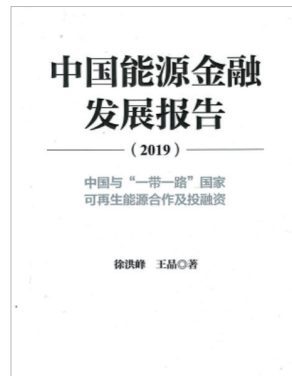 中国能源金融
发展报告
（2019）
中国与“一带一路”国家
可再生能源合作及投融资
徐洪峰 王晶◎著